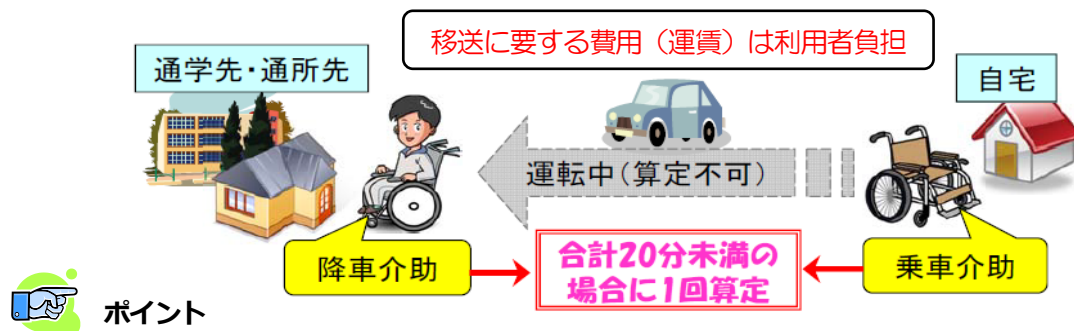 移送に要する費用（運賃）は利用者負担
通学先・通所先
自宅
運転中（算定不可）
降車介助
合計20分未満の
場合に1回算定
乗車介助
ポイント